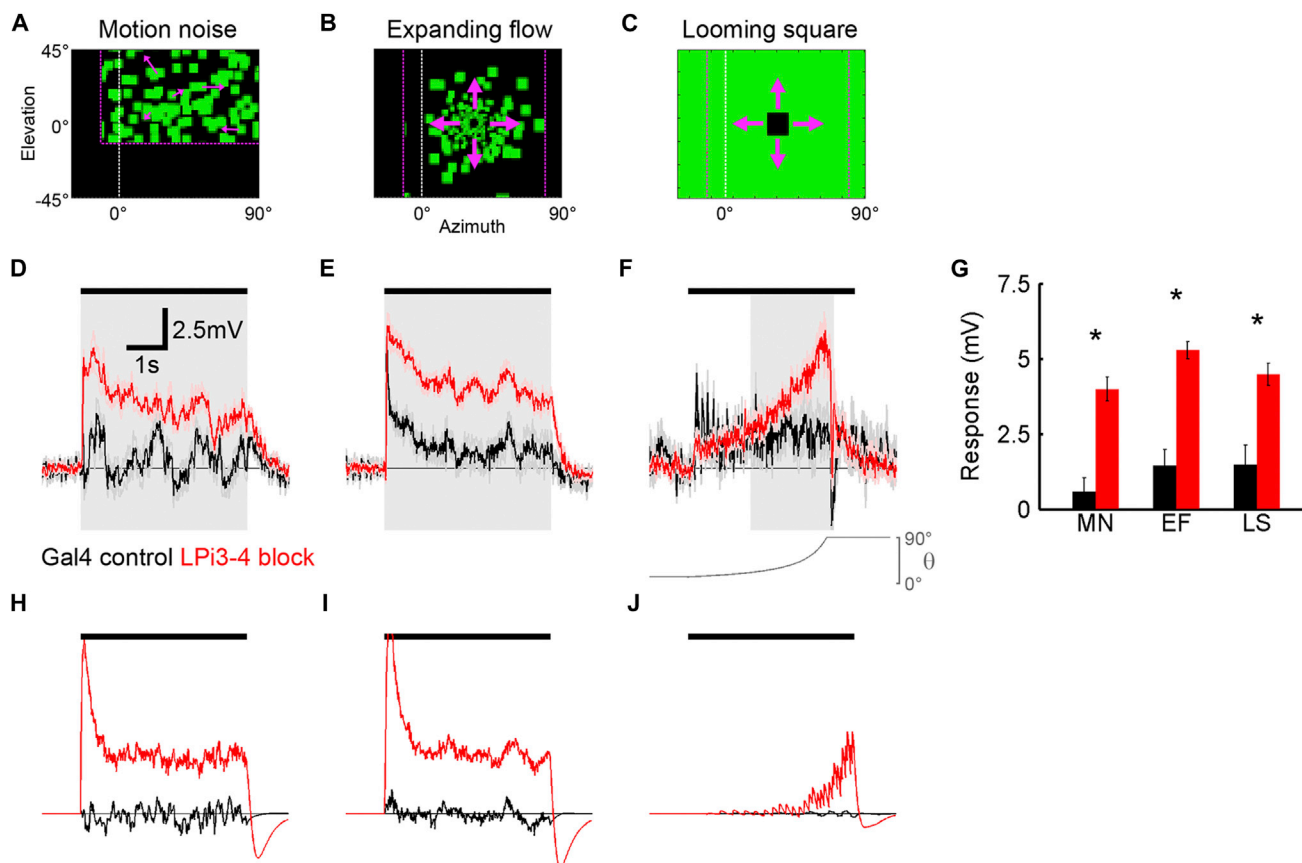 A Motion noise
B Expanding flow
C Looming square
45°
Elevation
0°
-45°
0° 90°
0° 90°
Azimuth
0° 90°
D
E
F
G
2.5mV
1s
7.5
5
2.5
0
Response (mV)
* * *
MN EF LS
Gal4 control LPi3-4 block
90°
θ
0°
H
I
J